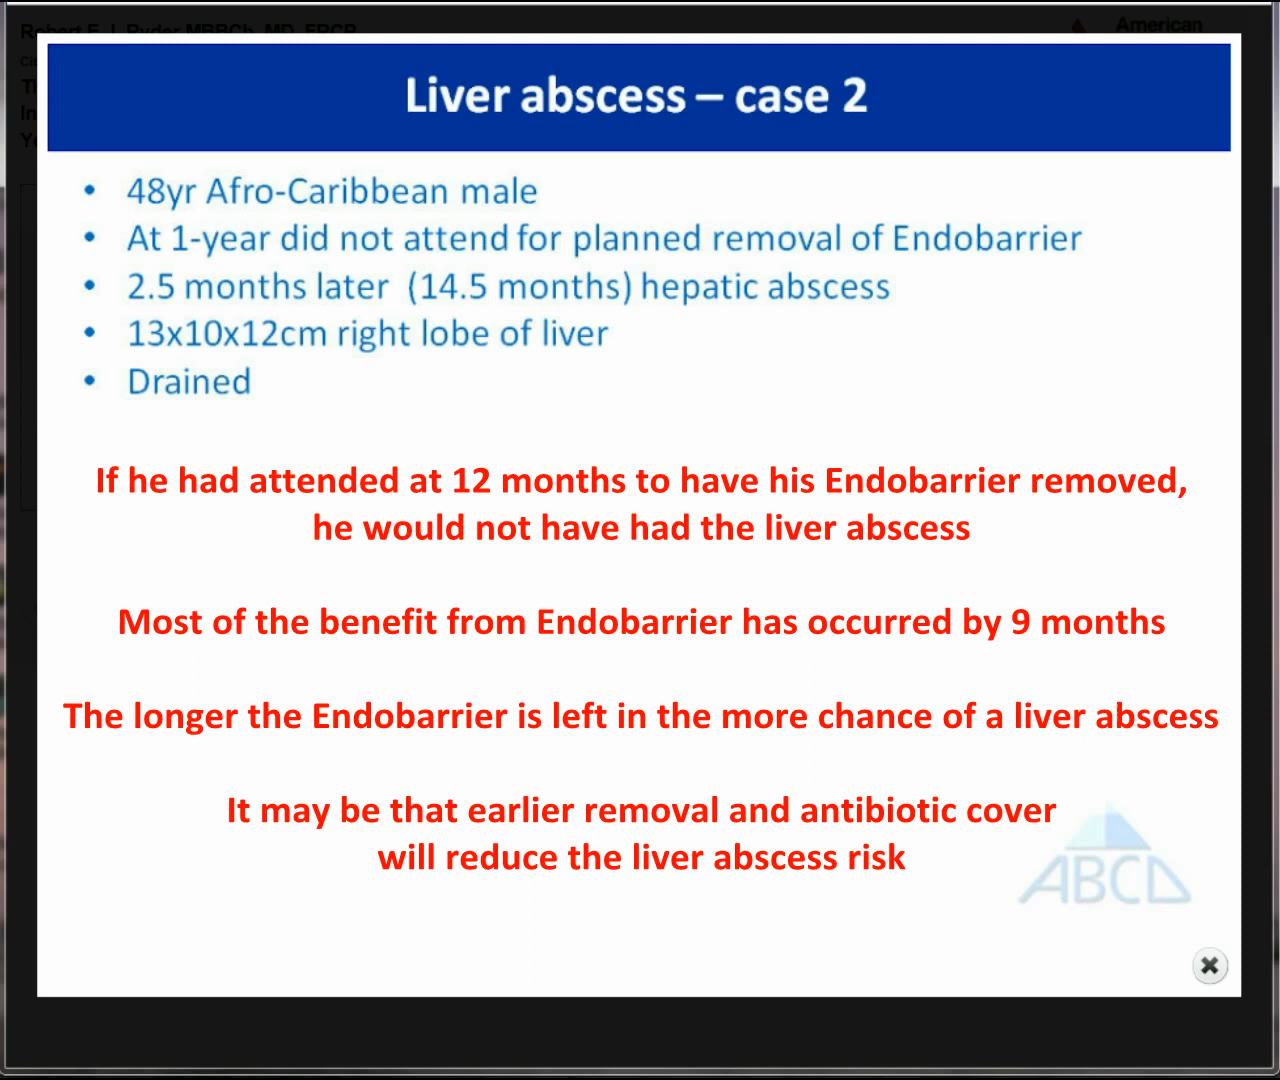 Robert E. J. Ryder MBBCh, MD, FRCP
American
Liver abscess – case 2
• 48yr Afro-Caribbean male
• At 1-year did not attend for planned removal of Endobarrier
• 2.5 months later (14.5 months) hepatic abscess
• 13x10x12cm right lobe of liver
• Drained
If he had attended at 12 months to have his Endobarrier removed,
he would not have had the liver abscess
Most of the benefit from Endobarrier has occurred by 9 months
The longer the Endobarrier is left in the more chance of a liver abscess
It may be that earlier removal and antibiotic cover
will reduce the liver abscess risk
ABCD